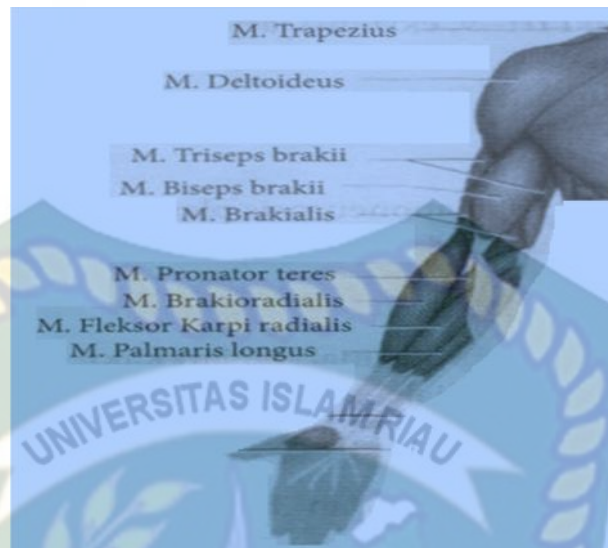 M. Trapezius
M. Deltoideus
M. Triseps brakii
M. Biseps brakii
M. Brakialis
M. Pronator teres
M. Brakioradialis
M. Fleksor Karpi radialis
M. Palmaris longus
UNIVERSITAS ISLAM RIAU